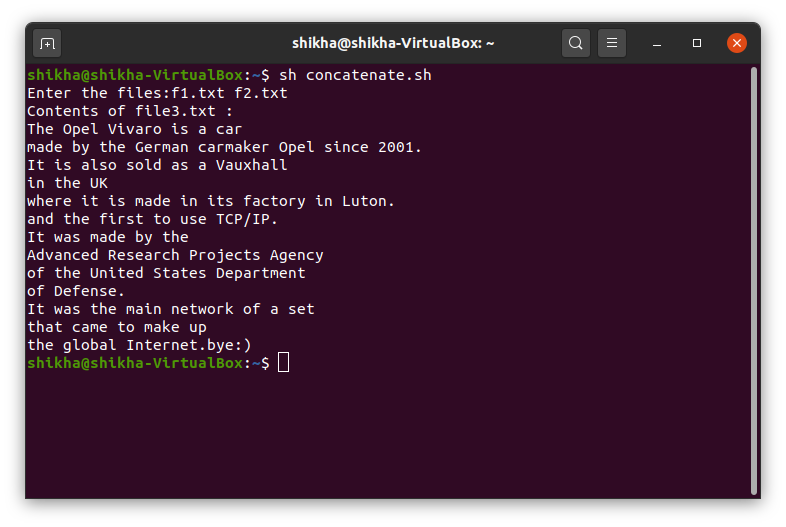 shikha@shikha-VirtualBox: ~
shikha@shikha-VirtualBox:~$ sh concatenate.sh
Enter the files:f1.txt f2.txt
Contents of file3.txt :
The Opel Vivaro is a car
made by the German carmaker Opel since 2001.
It is also sold as a Vauxhall
in the UK
where it is made in its factory in Luton.
and the first to use TCP/IP.
It was made by the
Advanced Research Projects Agency
of the United States Department
of Defense.
It was the main network of a set
that came to make up
the global Internet.bye:)
shikha@shikha-VirtualBox:~$